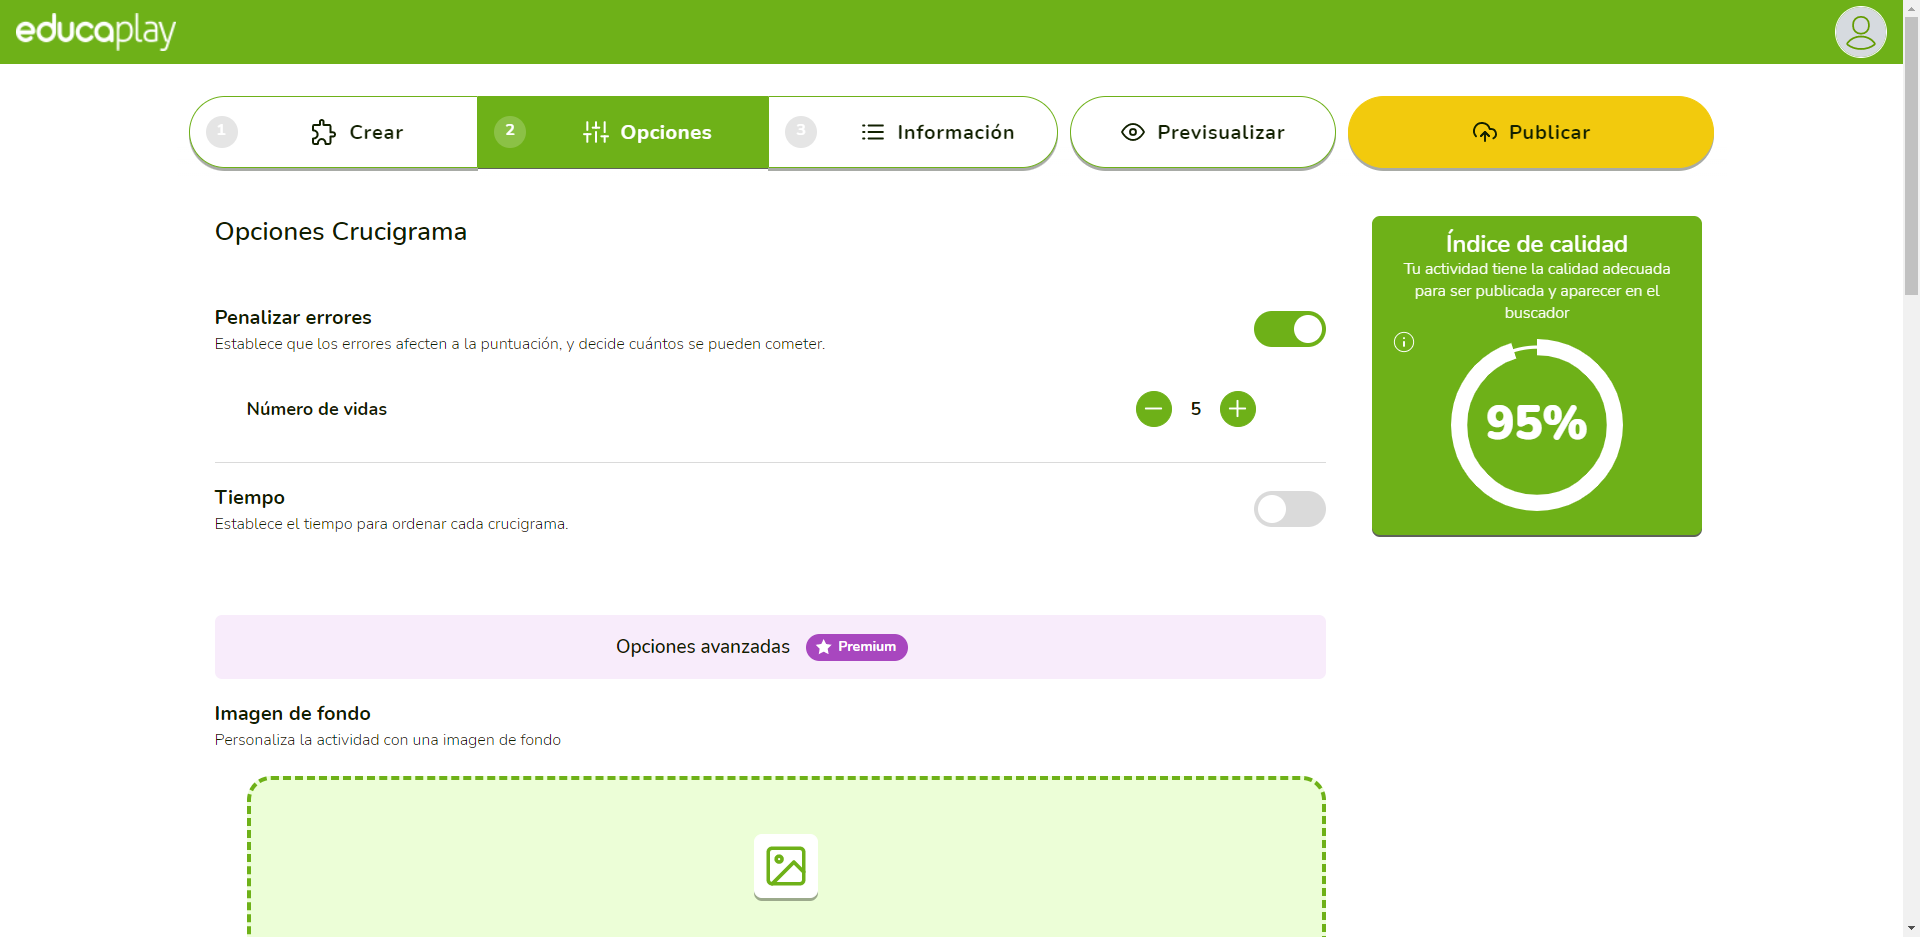 educaplay
1 Crear
2 Opciones
3 Información
Previsualizar
Publicar
Opciones Crucigrama
Penalizar errores
Establece que los errores afecten a la puntuación, y decide cuántos se pueden cometer.
Número de vidas
5
Tiempo
Establece el tiempo para ordenar cada crucigrama.
Opciones avanzadas Premium
Imagen de fondo
Personaliza la actividad con una imagen de fondo
Índice de calidad
Tu actividad tiene la calidad adecuada
para ser publicada y aparecer en el
buscador
95%